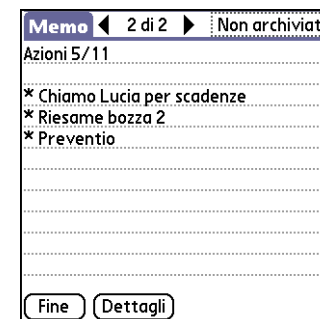 Memo 2 di 2 Non archiviat
Azioni 5/11
* Chiamo Lucia per scadenze
* Riesame bozza 2
* Preventio
Fine Dettagli